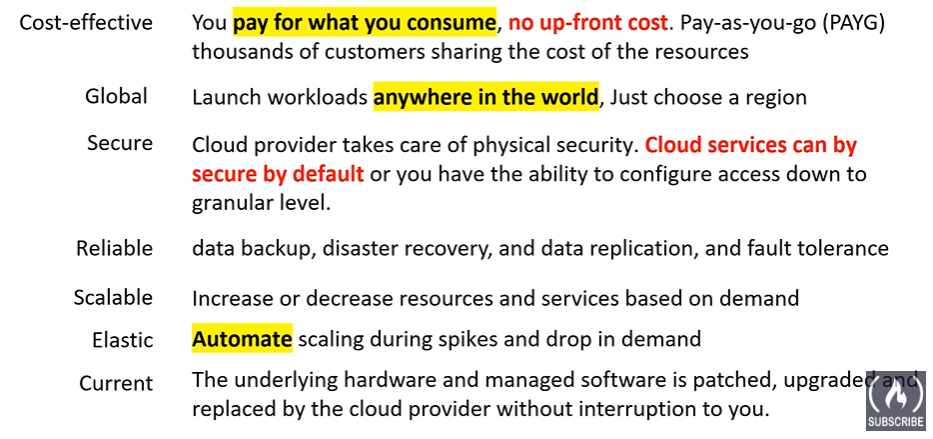 Cost-effective You pay for what you consume, no up-front cost. Pay-as-you-go (PAYG)
thousands of customers sharing the cost of the resources
Global Launch workloads anywhere in the world, Just choose a region
Secure Cloud provider takes care of physical security. Cloud services can by
secure by default or you have the ability to configure access down to
granular level.
Reliable data backup, disaster recovery, and data replication, and fault tolerance
Scalable Increase or decrease resources and services based on demand
Elastic Automate scaling during spikes and drop in demand
Current The underlying hardware and managed software is patched, upgraded and
replaced by the cloud provider without interruption to you.
SUBSCRIBE